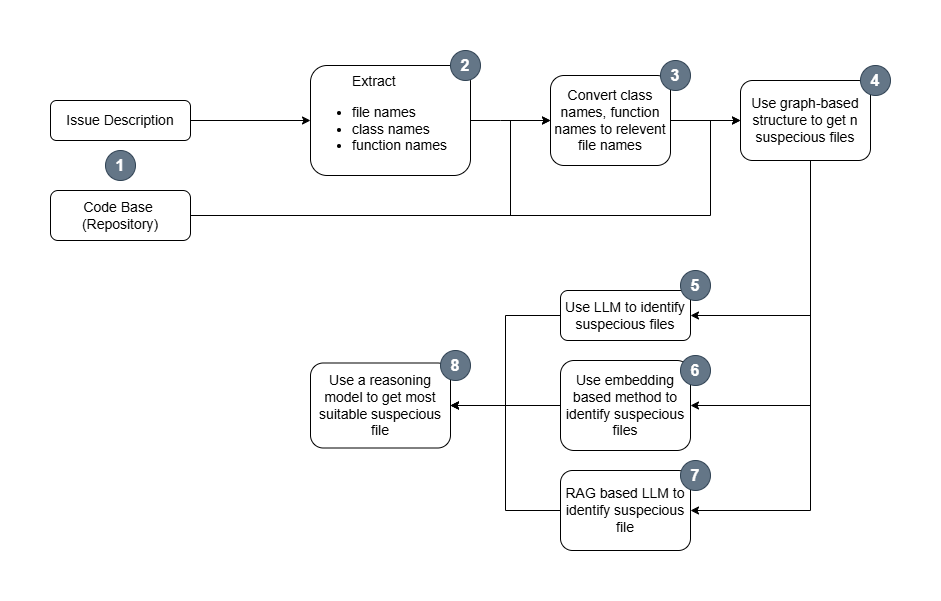 2
Extract
file names
class names
function names
3
Convert class
names, function
names to relevent
file names
4
Use graph-based
structure to get n
suspecious files
Issue Description
1
Code Base
(Repository)
5
Use LLM to identify
suspecious files
6
Use embedding
based method to
identify suspecious
files
7
RAG based LLM to
identify suspecious
file
8
Use a reasoning
model to get most
suitable suspecious
file